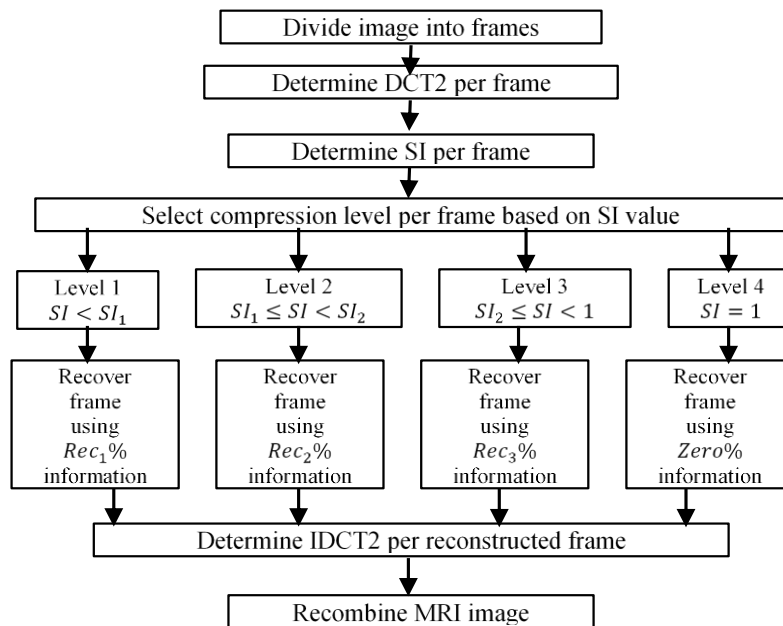 Divide image into frames
Determine DCT2 per frame
Determine SI per frame
Select compression level per frame based on SI value
Level 1
SI < SI₁
Level 2
SI₁ ≤ SI < SI₂
Level 3
SI₂ ≤ SI < 1
Level 4
SI = 1
Recover
frame
using
Rec₁%
information
Recover
frame
using
Rec₂%
information
Recover
frame
using
Rec₃%
information
Recover
frame
using
Zero%
information
Determine IDCT2 per reconstructed frame
Recombine MRI image